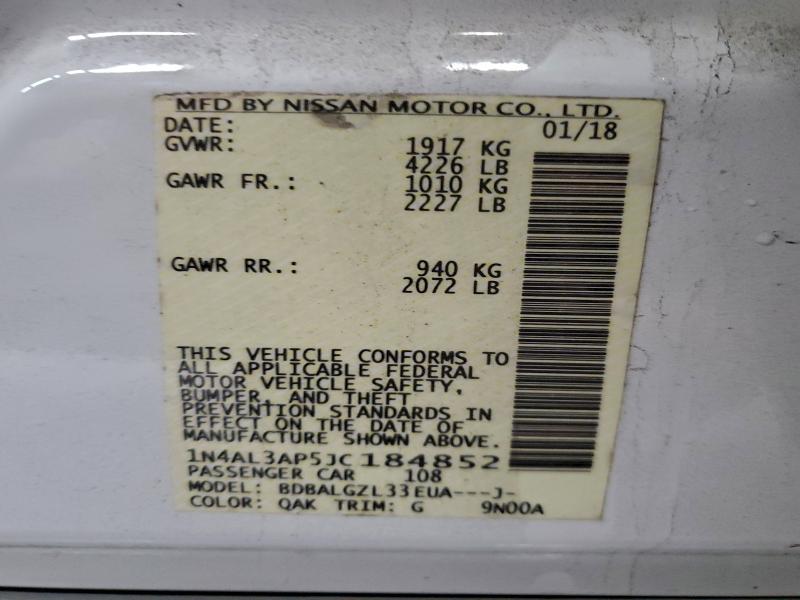 MFD BY NISSAN MOTOR CO., LTD.
DATE: 01/18
GVWR: 1917 KG
4226 LB
GAWR FR.: 1010 KG
2227 LB
GAWR RR.: 940 KG
2072 LB
THIS VEHICLE CONFORMS TO
ALL APPLICABLE FEDERAL
MOTOR VEHICLE SAFETY,
BUMPER, AND THEFT
PREVENTION STANDARDS IN
EFFECT ON THE DATE OF
MANUFACTURE SHOWN ABOVE.
1N4AL3AP5JC184852
PASSENGER CAR 108
MODEL: BDBALGZL33EUA---J-
COLOR: QAK TRIM: G 9N00A